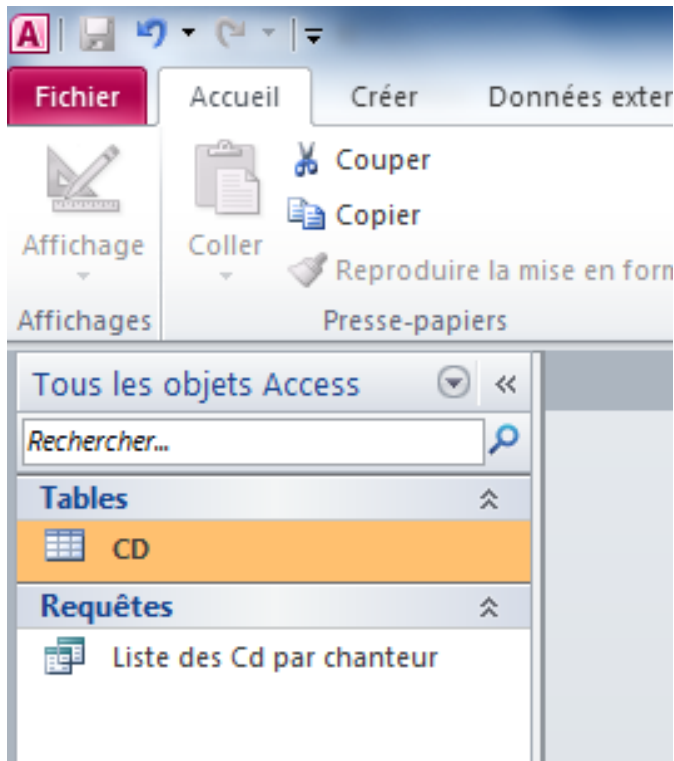 A
Fichier Accueil Créer Données exter
Couper
Copier
Affichage Coller
Reproduire la mise en forn
Affichages Presse-papiers
Tous les objets Access
Rechercher...
Tables
CD
Requêtes
Liste des Cd par chanteur